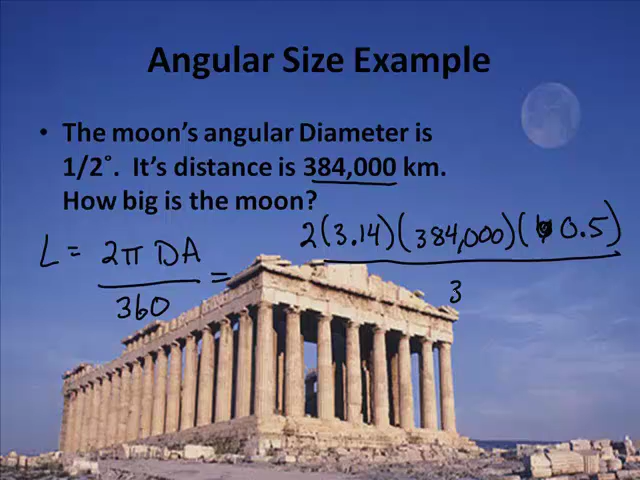 Angular Size Example
• The moon's angular Diameter is
1/2˚. It's distance is 384,000 km.
How big is the moon?
L = 2π DA / 360 = 2(3.14)(384,000)(0.5) / 3